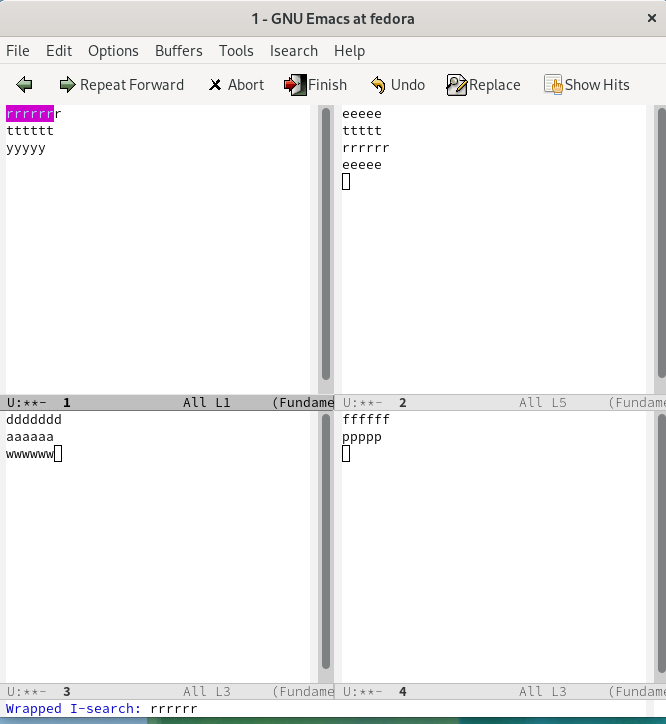 1 - GNU Emacs at fedora
File Edit Options Buffers Tools Isearch Help
Repeat Forward Abort Finish Undo Replace Show Hits
rrrrrrr
tttttt
yyyyy
U:**- 1 All L1 (Fundame
eeeee
ttttt
rrrrrr
eeeee
U:**- 2 All L5 (Fundame
ddddddd
aaaaaa
wwwwww
U:**- 3 All L3 (Fundame
ffffff
ppppp
U:**- 4 All L3 (Fundame
Wrapped I-search: rrrrrr